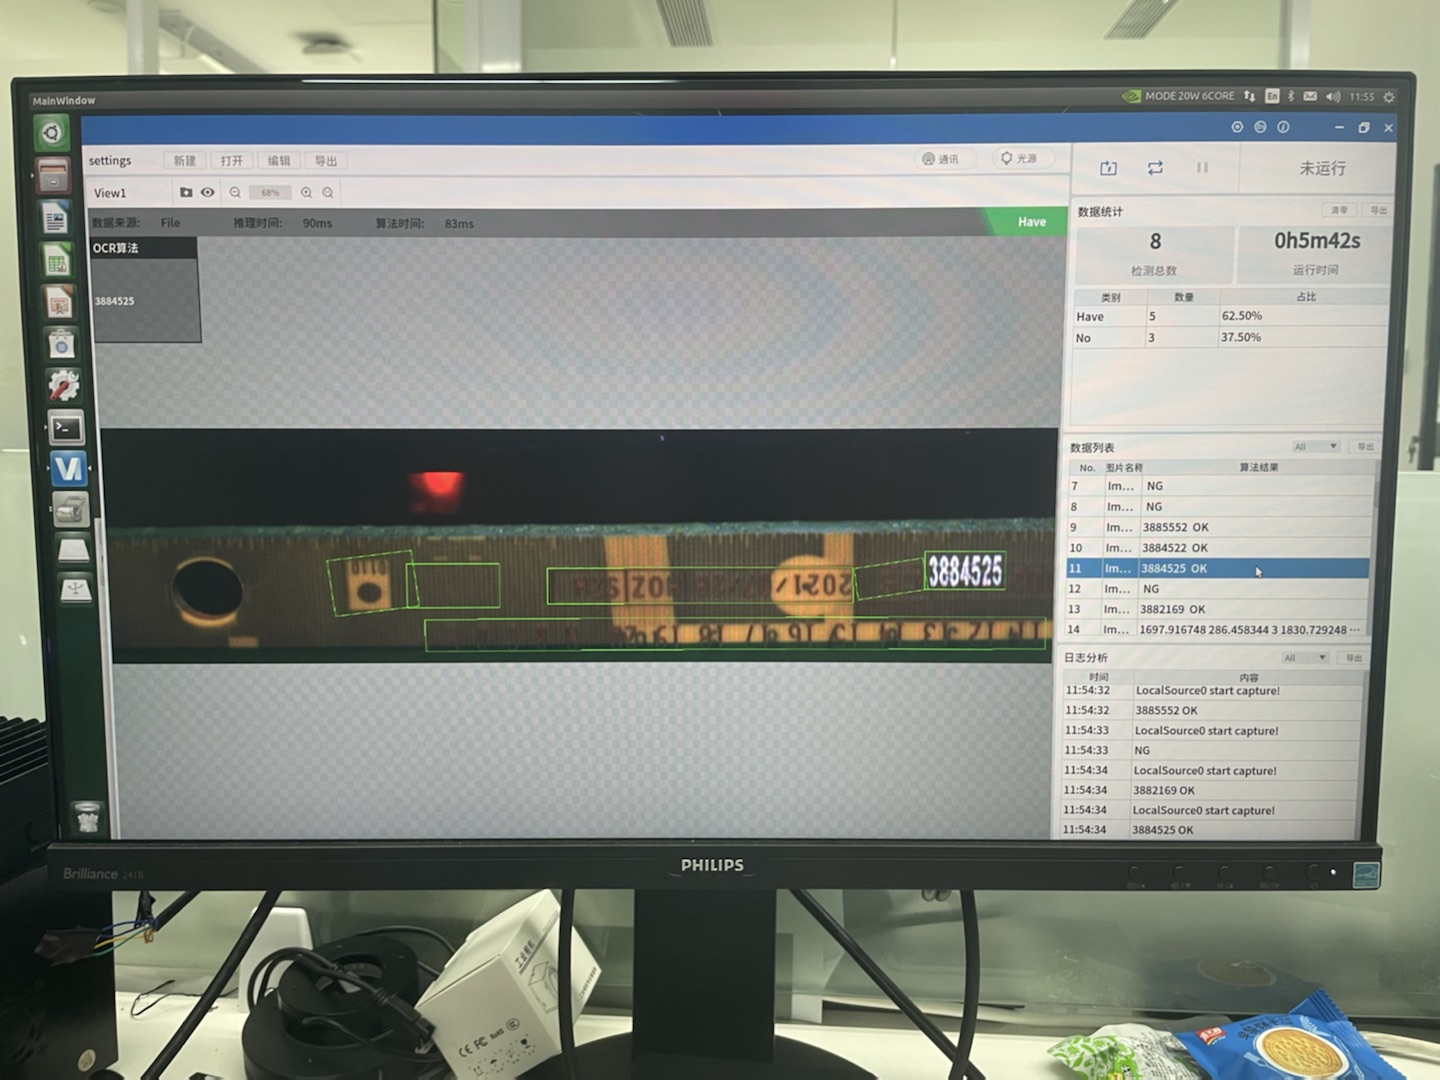 MainWindow
MODE 20W 6CORE
En
11:55
settings
新建
打开
编辑
导出
通讯
光源
未运行
View1
68%
数据来源: File 推理时间: 90ms 算法时间: 83ms
Have
OCR算法
3884525
3884525
数据统计
清零
导出
8
检测总数
0h5m42s
运行时间
类别 数量 占比
Have 5 62.50%
No 3 37.50%
数据列表
All
导出
No. 图片名称 算法结果
7 Im... NG
8 Im... NG
9 Im... 3885552 OK
10 Im... 3884522 OK
11 Im... 3884525 OK
12 Im... NG
13 Im... 3882169 OK
14 Im... 1697.916748 286.458344 3 1830.729248 ...
日志分析
All
导出
时间 内容
11:54:32 LocalSource0 start capture!
11:54:32 3885552 OK
11:54:33 LocalSource0 start capture!
11:54:33 NG
11:54:34 LocalSource0 start capture!
11:54:34 3882169 OK
11:54:34 LocalSource0 start capture!
11:54:34 3884525 OK
Brilliance 241B
PHILIPS
工业相机
CE FC RoHS